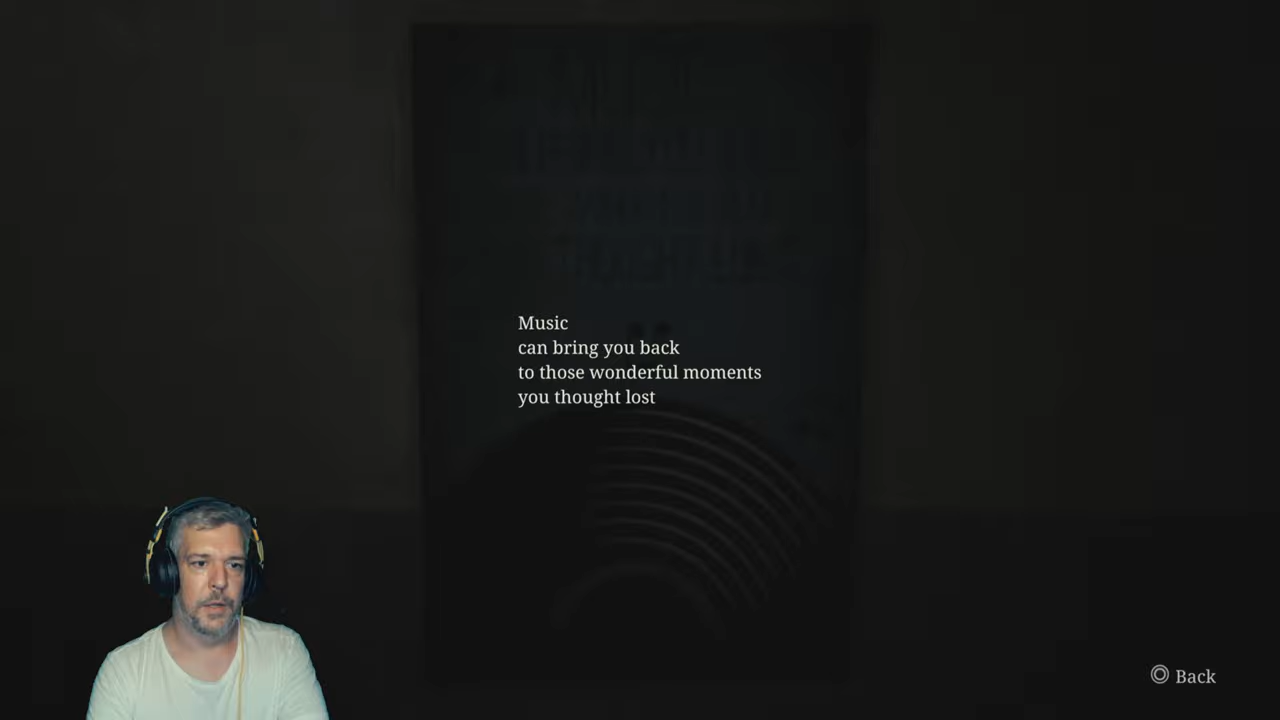 Music
can bring you back
to those wonderful moments
you thought lost
Back